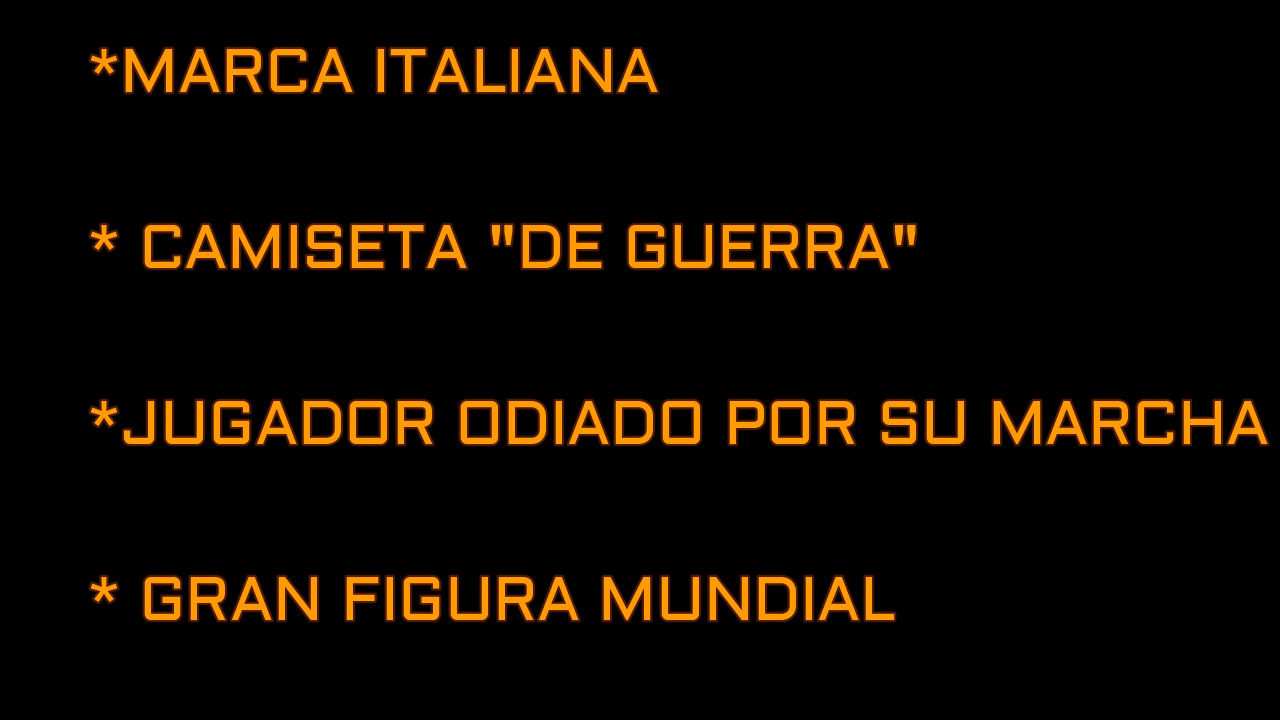 *MARCA ITALIANA
* CAMISETA "DE GUERRA"
*JUGADOR ODIADO POR SU MARCHA
* GRAN FIGURA MUNDIAL